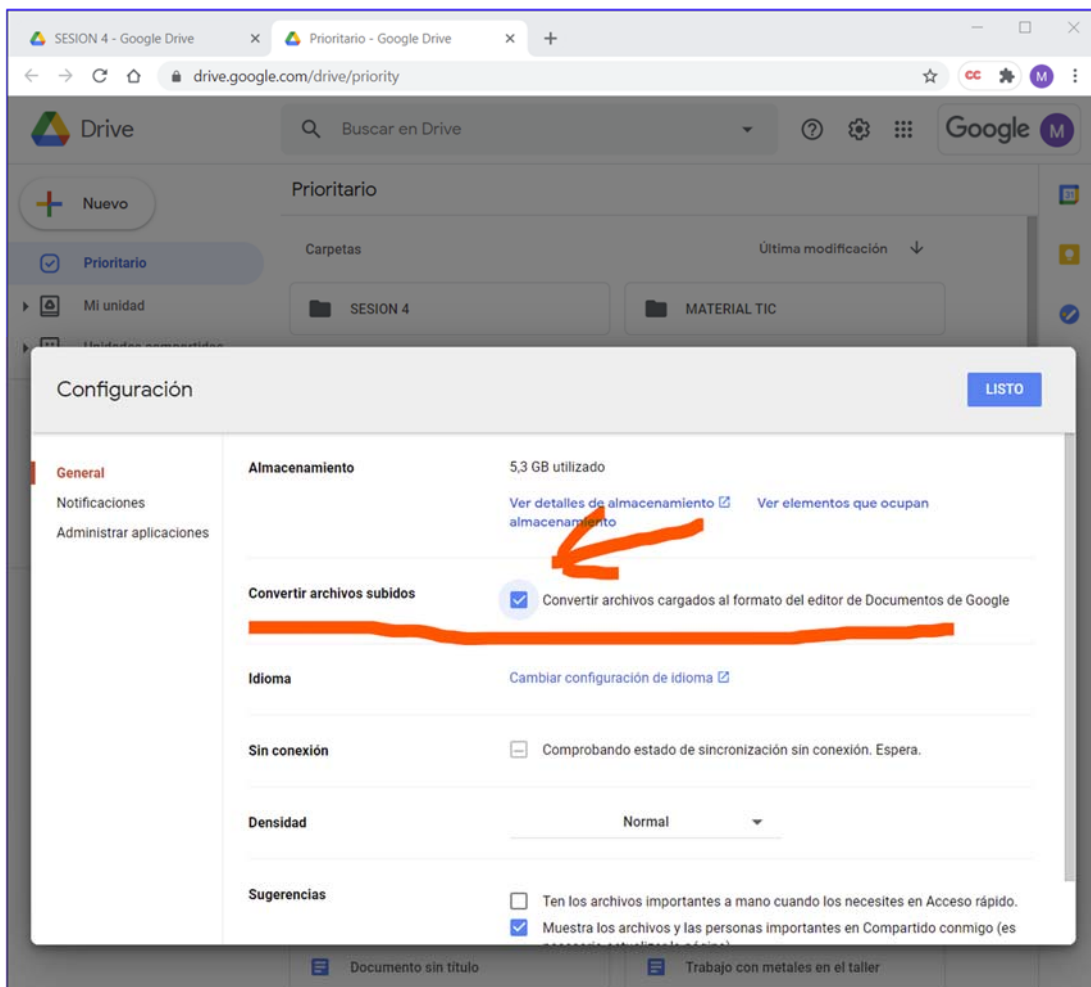 SESION 4 - Google Drive
Prioritario - Google Drive
drive.google.com/drive/priority
CC
M
Drive
Buscar en Drive
Google
M
Nuevo
Prioritario
31
Prioritario
Carpetas
Última modificación
Mi unidad
SESION 4
MATERIAL TIC
Unidades compartidas
Configuración
LISTO
General
Notificaciones
Administrar aplicaciones
Almacenamiento
5,3 GB utilizado
Ver detalles de almacenamiento
Ver elementos que ocupan
almacenamiento
Convertir archivos subidos
Convertir archivos cargados al formato del editor de Documentos de Google
Idioma
Cambiar configuración de idioma
Sin conexión
Comprobando estado de sincronización sin conexión. Espera.
Densidad
Normal
Sugerencias
Ten los archivos importantes a mano cuando los necesites en Acceso rápido.
Muestra los archivos y las personas importantes en Compartido conmigo (es
Documento sin título
Trabajo con metales en el taller